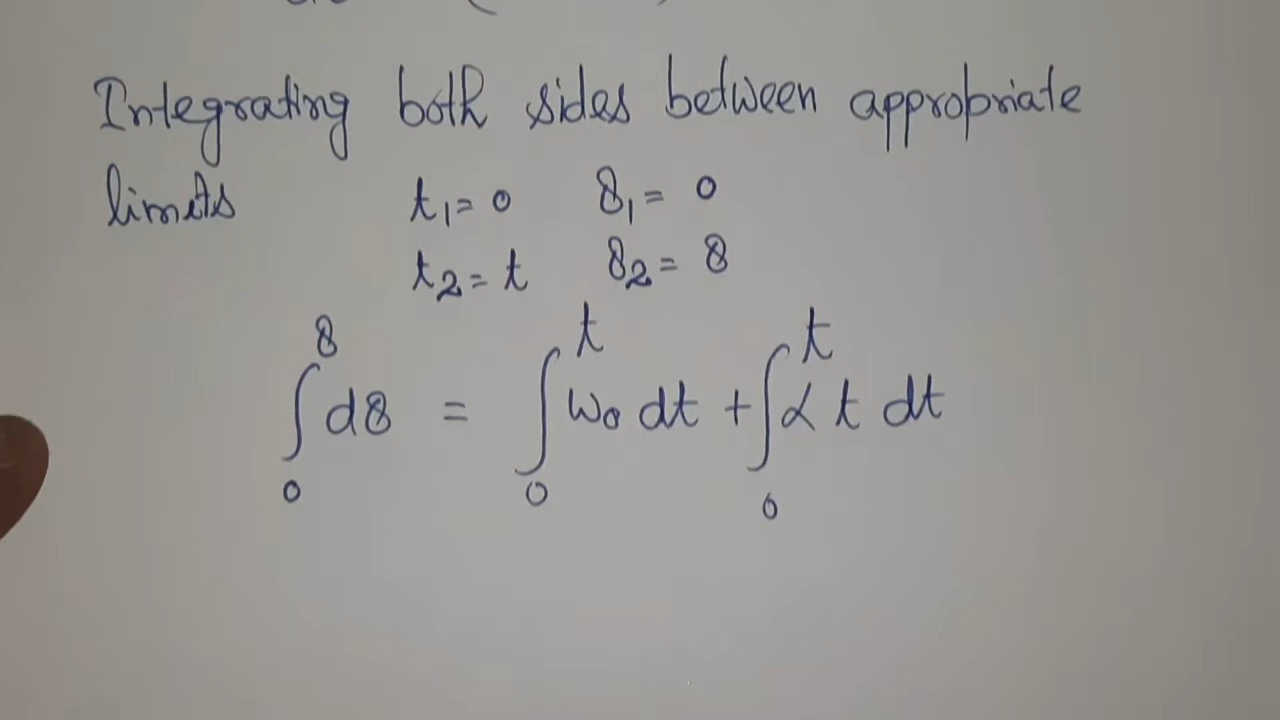 Integrating both sides between appropriate
limits t₁ = 0 θ₁ = 0
t₂ = t θ₂ = θ
∫₀^θ dθ = ∫₀^t ω₀ dt + ∫₀^t α t dt